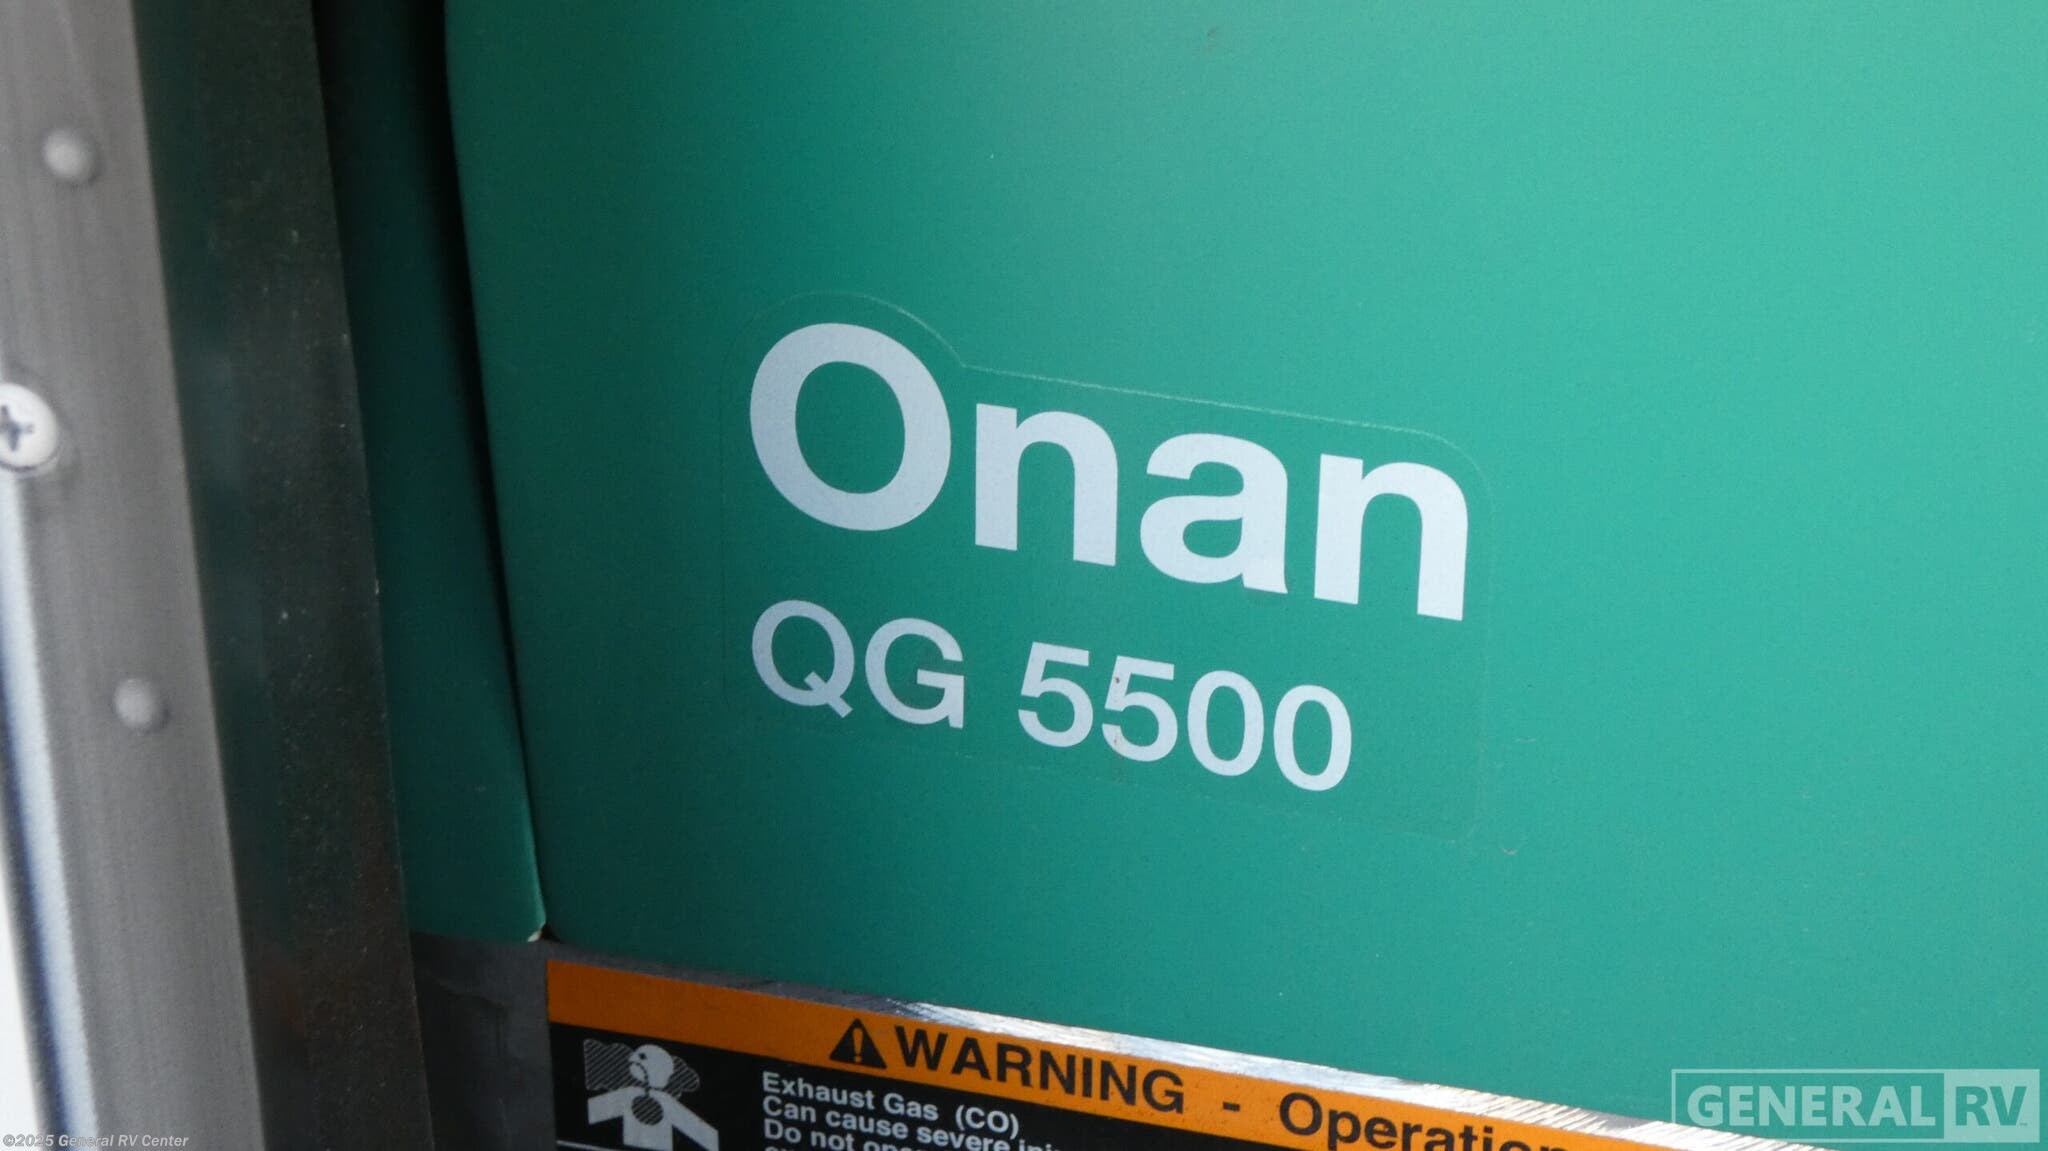 Onan
QG 5500
WARNING - Operation
Exhaust Gas (CO)
Can cause severe
Do not
GENERAL RV
©2025 General RV Center